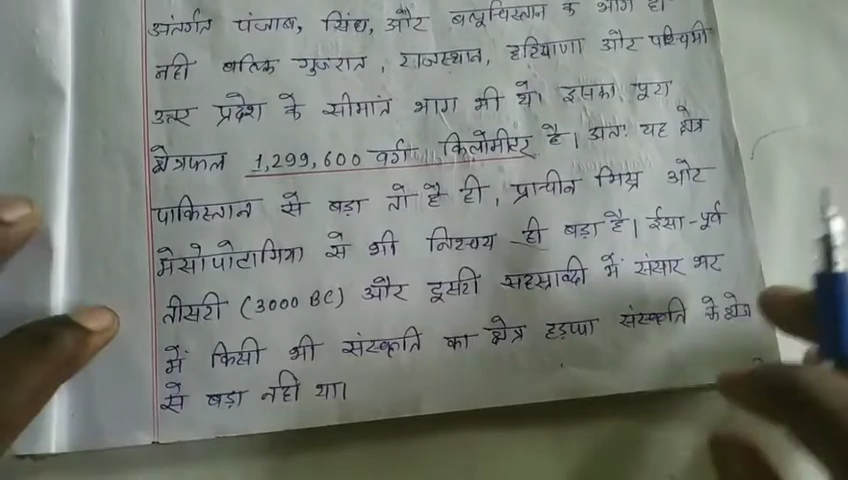 अंतर्गत पंजाब, सिंध, और बलूचिस्तान के भाग ही
नही बल्कि गुजरात, राजस्थान, हरियाणा और पश्चिमी
उत्तर प्रदेश के सीमांत भाग भी थे। इसका पूरा
क्षेत्रफल 1,299,600 वर्ग किलोमीटर है। अतः यह क्षेत्र
पाकिस्तान से बड़ा तो है ही, प्राचीन मिस्र और
मेसोपोटामिया से भी निश्चय ही बड़ा है। ईसा-पूर्व
तीसरी (3000 BC) और दूसरी सहस्राब्दी में संसार भर
में किसी भी संस्कृति का क्षेत्र हड़प्पा संस्कृति के क्षेत्र
से बड़ा नही था।